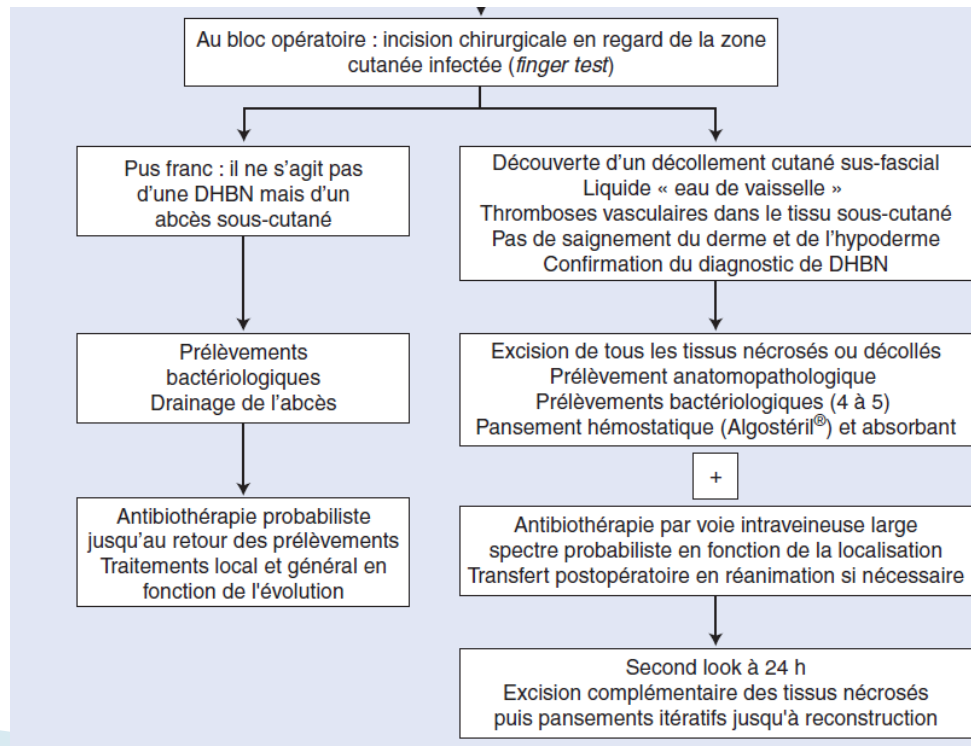 Au bloc opératoire : incision chirurgicale en regard de la zone
cutanée infectée (finger test)
Pus franc : il ne s'agit pas
d'une DHBN mais d'un
abcès sous-cutané
Prélèvements
bactériologiques
Drainage de l'abcès
Antibiothérapie probabiliste
jusqu'au retour des prélèvements
Traitements local et général en
fonction de l'évolution
Découverte d'un décollement cutané sus-fascial
Liquide « eau de vaisselle »
Thromboses vasculaires dans le tissu sous-cutané
Pas de saignement du derme et de l'hypoderme
Confirmation du diagnostic de DHBN
Excision de tous les tissus nécrosés ou décollés
Prélèvement anatomopathologique
Prélèvements bactériologiques (4 à 5)
Pansement hémostatique (Algostéril®) et absorbant
+
Antibiothérapie par voie intraveineuse large
spectre probabiliste en fonction de la localisation
Transfert postopératoire en réanimation si nécessaire
Second look à 24 h
Excision complémentaire des tissus nécrosés
puis pansements itératifs jusqu'à reconstruction